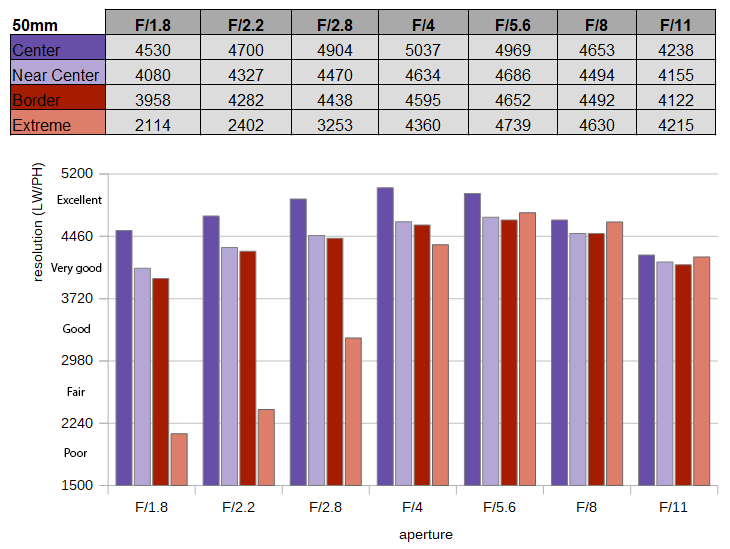 50mm F/1.8 F/2.2 F/2.8 F/4 F/5.6 F/8 F/11
Center 4530 4700 4904 5037 4969 4653 4238
Near Center 4080 4327 4470 4634 4686 4494 4155
Border 3958 4282 4438 4595 4652 4492 4122
Extreme 2114 2402 3253 4360 4739 4630 4215
resolution (LW/PH)
5200
Excellent
4460
Very good
3720
Good
2980
Fair
2240
Poor
1500
F/1.8 F/2.2 F/2.8 F/4 F/5.6 F/8 F/11
aperture